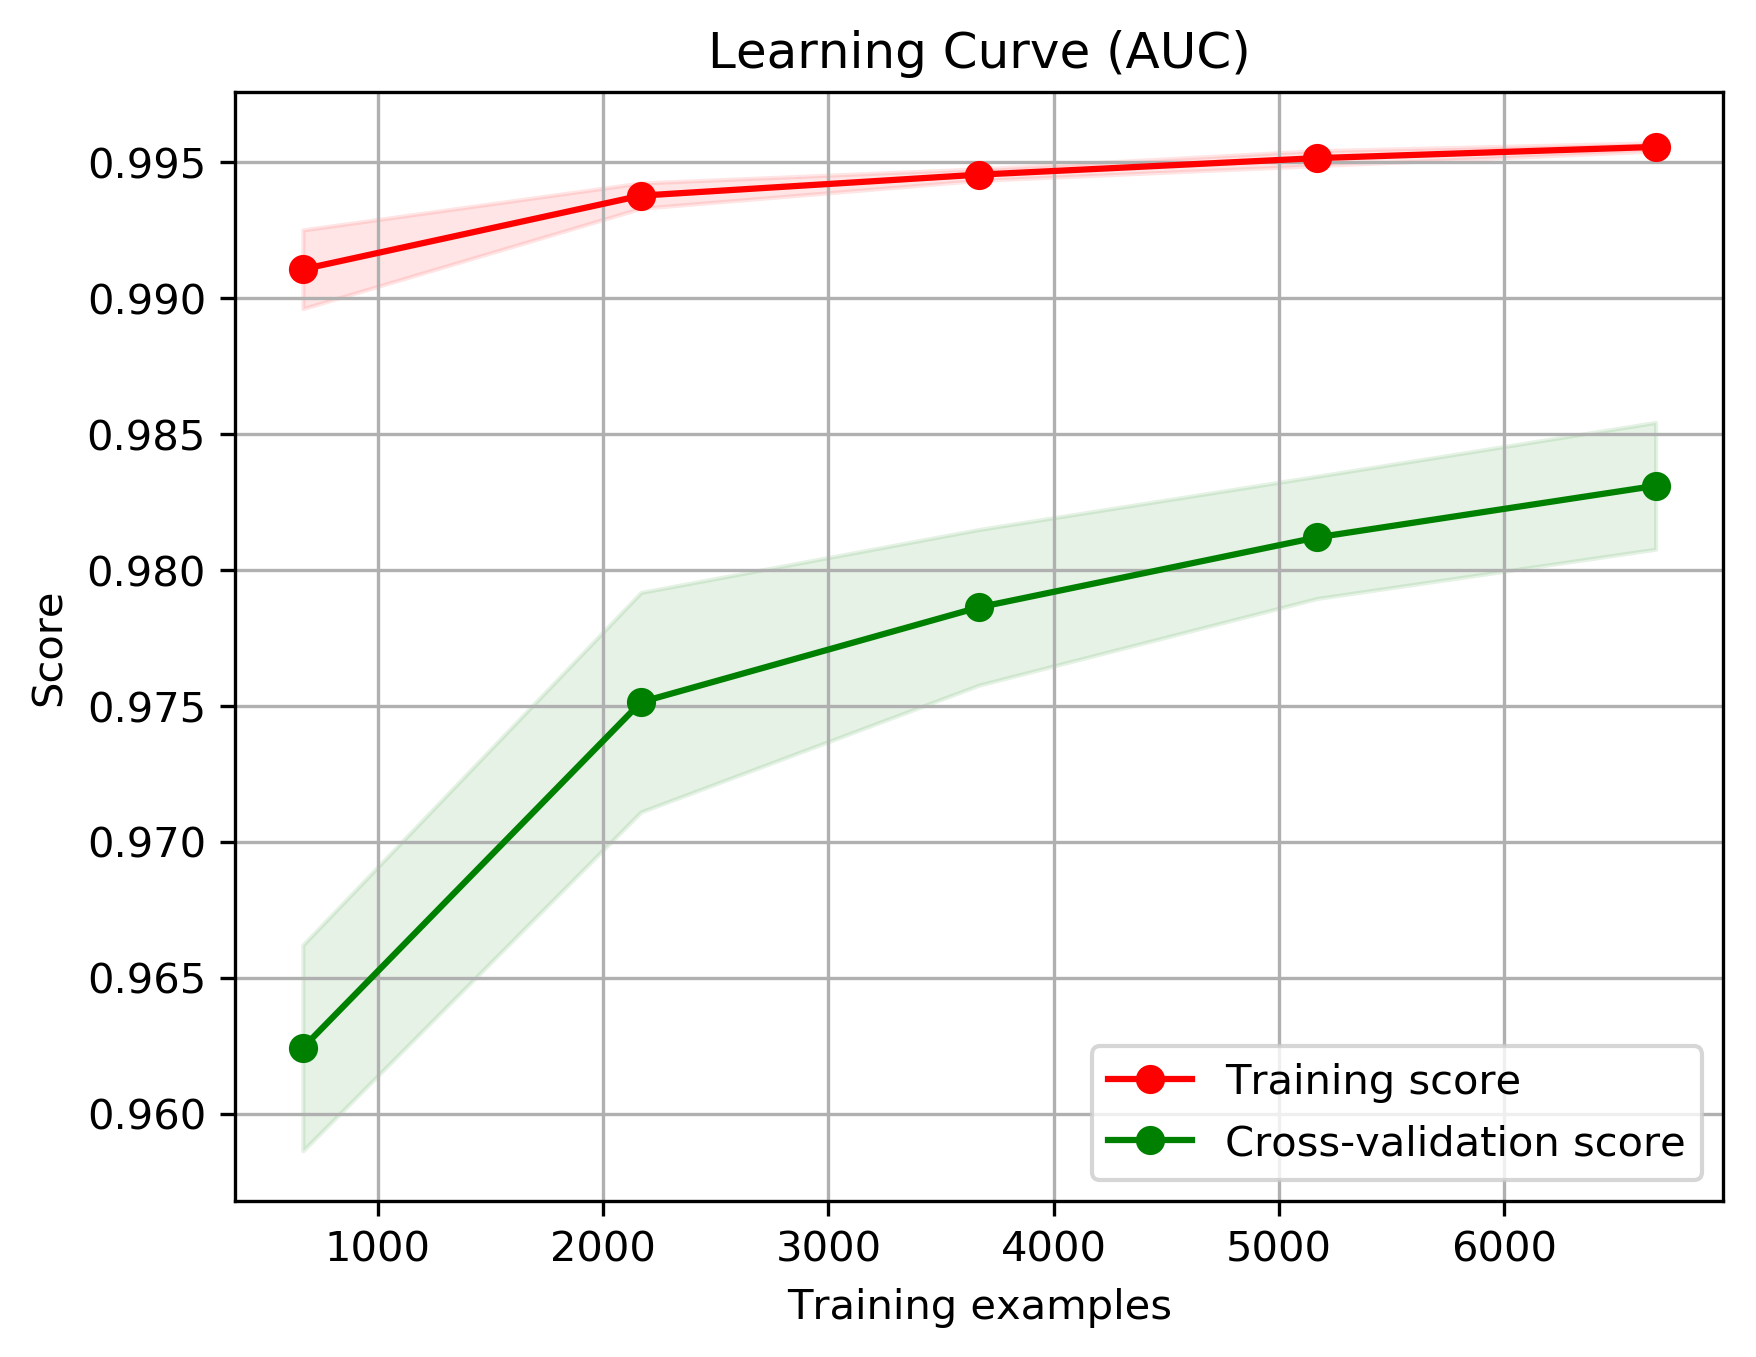 Learning Curve (AUC)
0.995
0.990
0.985
0.980
0.975
0.970
0.965
0.960
Score
Training score
Cross-validation score
1000 2000 3000 4000 5000 6000
Training examples